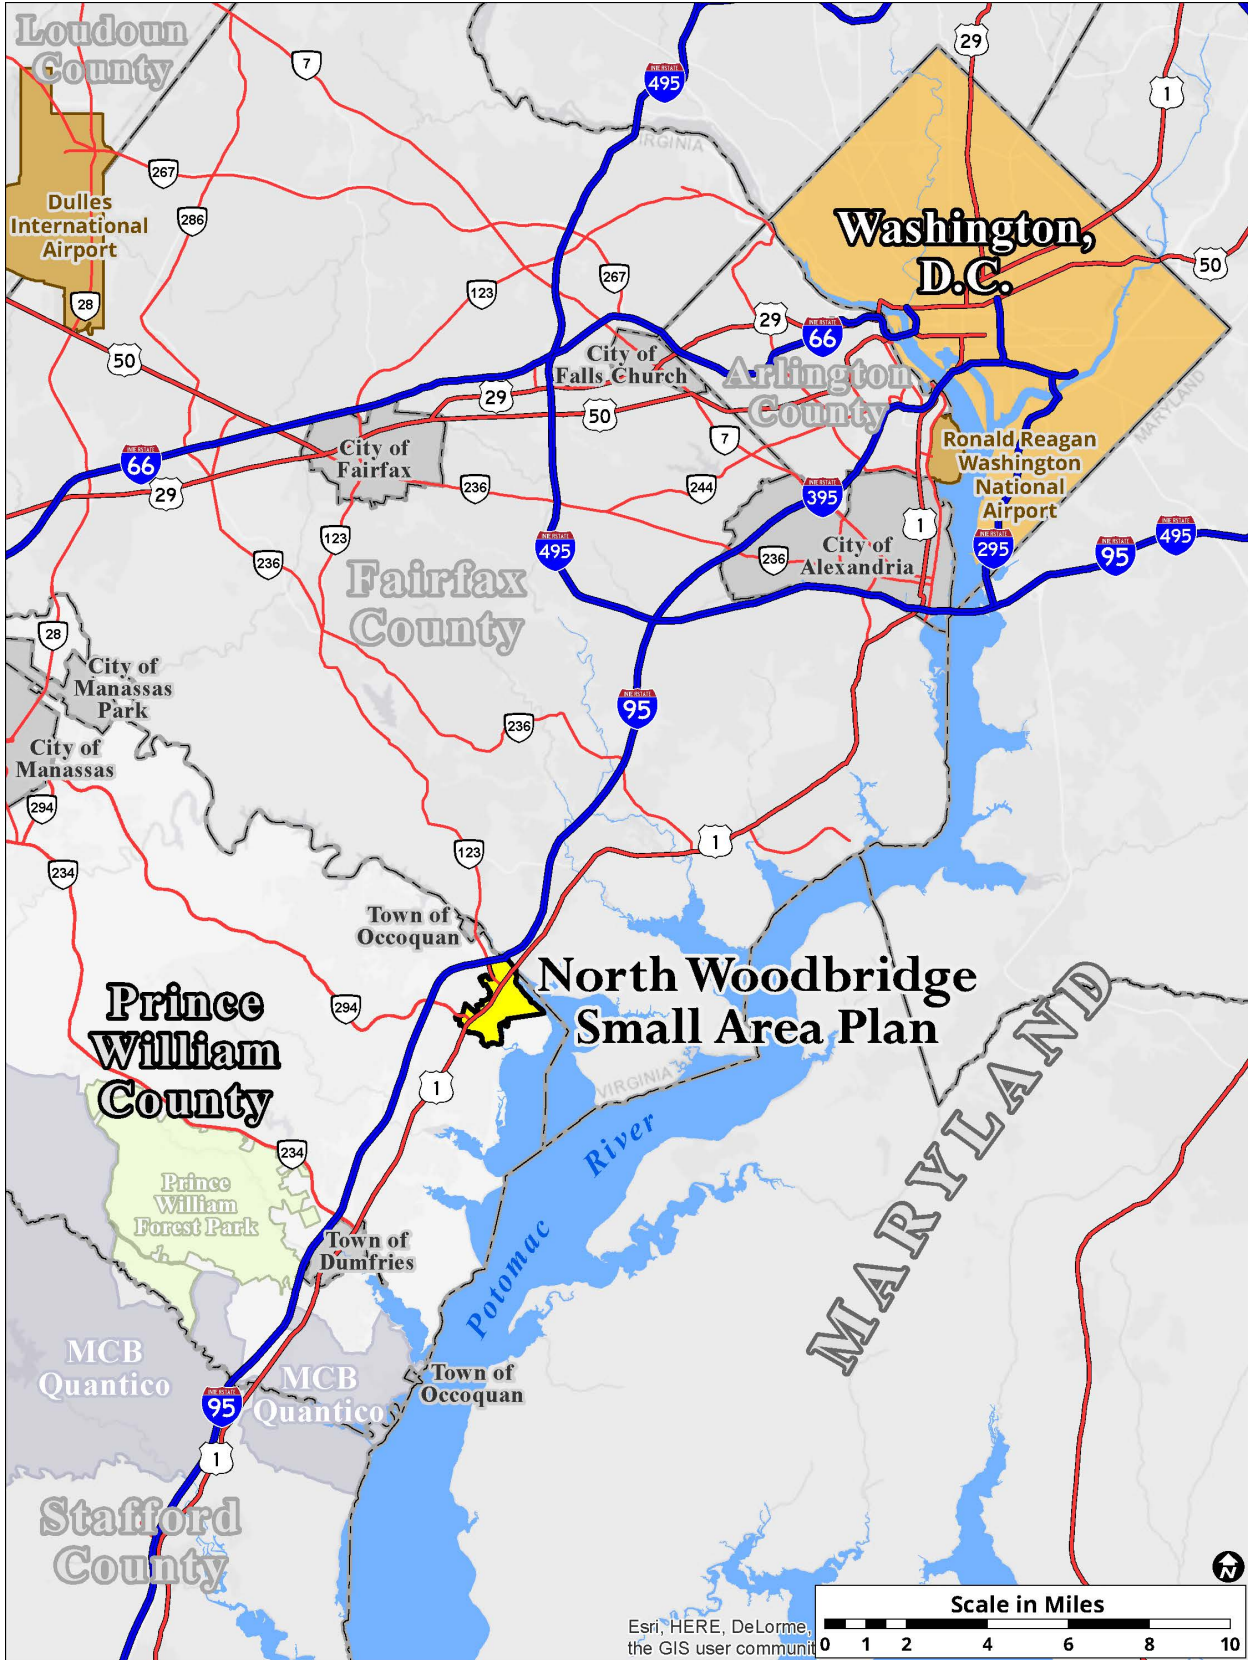 Loudoun
County
7
495
29
1
VIRGINIA
267
286
Dulles
International
Airport
Washington,
D.C.
50
28
123
267
29
66
50
City of
Falls Church
Arlington
County
MARYLAND
29
50
7
City of
Fairfax
66
29
236
244
395
Ronald Reagan
Washington
National
Airport
1
123
495
236
236
City of
Alexandria
295
95
495
Fairfax
County
28
City of
Manassas
Park
95
236
City of
Manassas
294
1
123
234
Town of
Occoquan
North Woodbridge
Small Area Plan
Prince
William
County
294
1
VIRGINIA
River
MARYLAND
234
Prince
William
Forest Park
Town of
Dumfries
Potomac
MCB
Quantico
MCB
Quantico
Town of
Occoquan
95
1
Stafford
County
N
Scale in Miles
0 1 2 4 6 8 10
Esri, HERE, DeLorme,
the GIS user communit